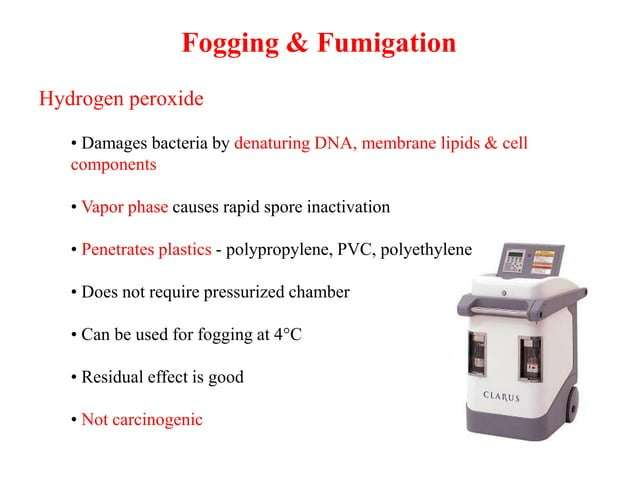 Fogging & Fumigation
Hydrogen peroxide
• Damages bacteria by denaturing DNA, membrane lipids & cell
components
• Vapor phase causes rapid spore inactivation
• Penetrates plastics - polypropylene, PVC, polyethylene
• Does not require pressurized chamber
• Can be used for fogging at 4°C
• Residual effect is good
• Not carcinogenic
CLARUS